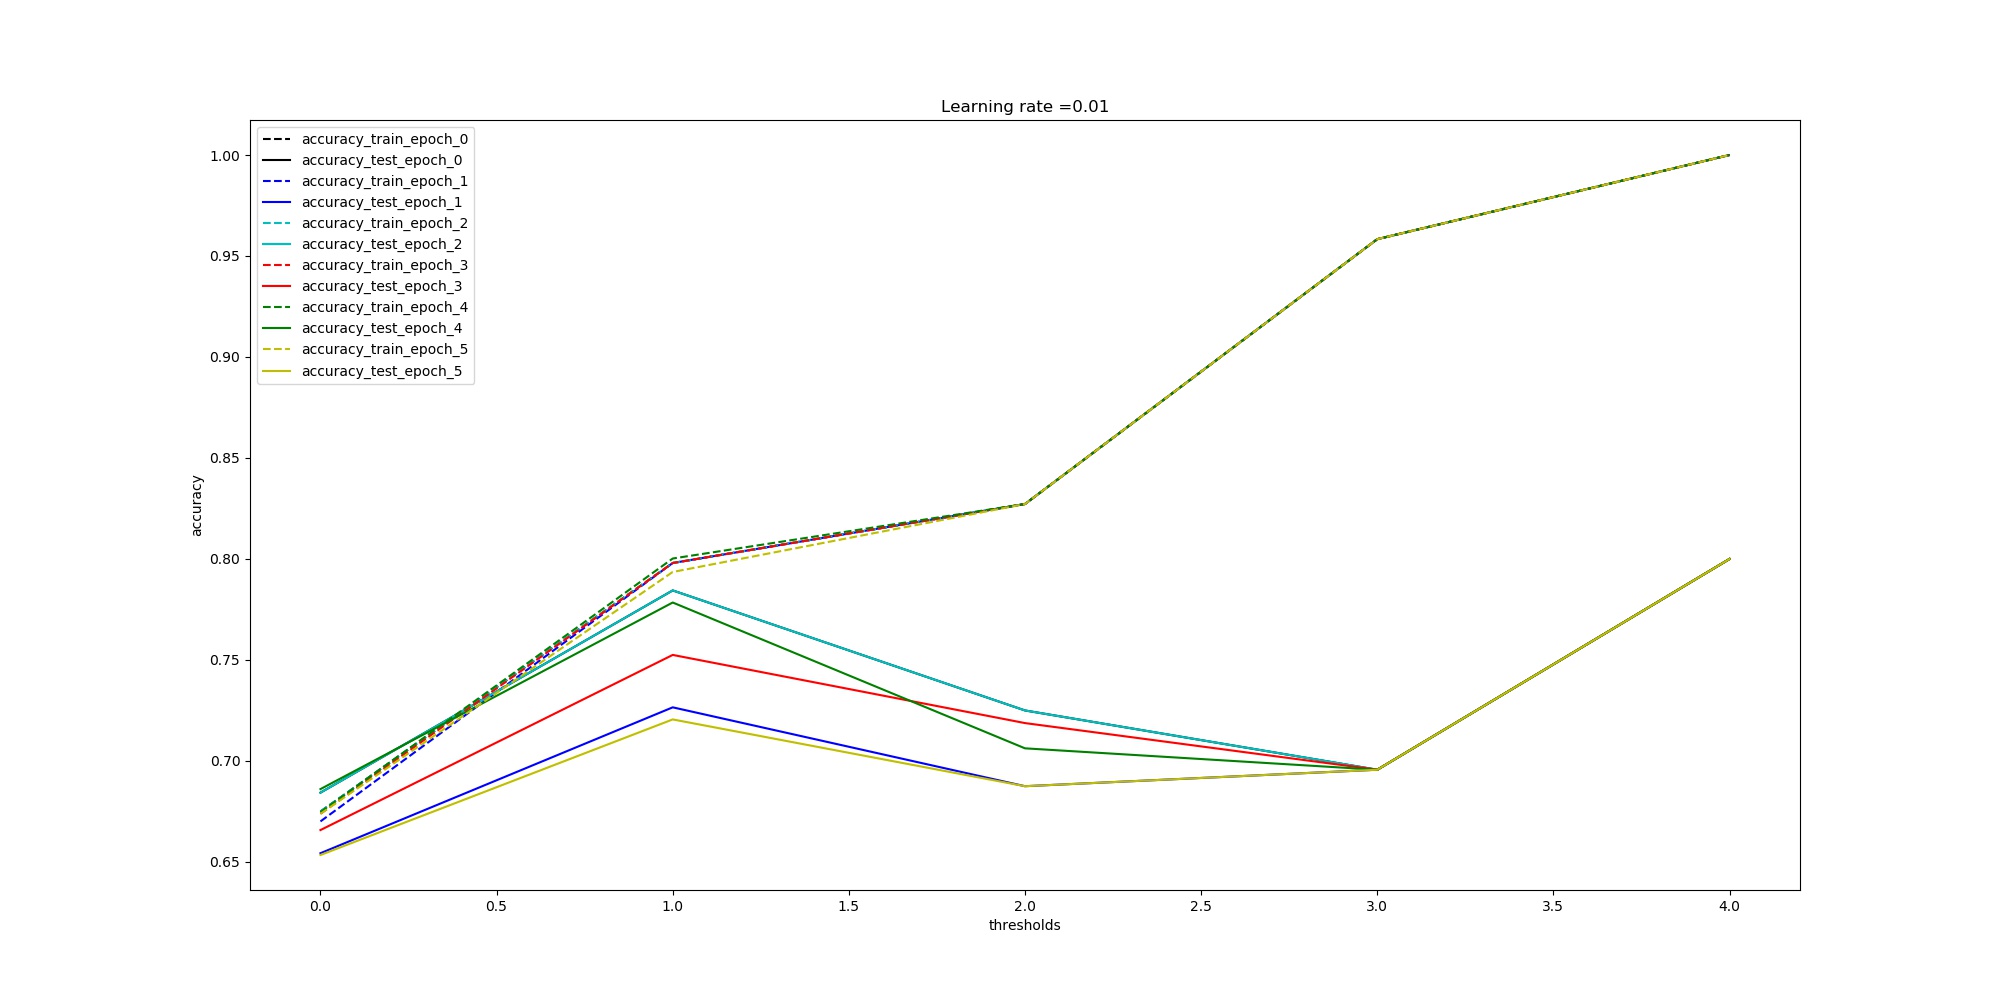 Learning rate =0.01
accuracy_train_epoch_0
accuracy_test_epoch_0
accuracy_train_epoch_1
accuracy_test_epoch_1
accuracy_train_epoch_2
accuracy_test_epoch_2
accuracy_train_epoch_3
accuracy_test_epoch_3
accuracy_train_epoch_4
accuracy_test_epoch_4
accuracy_train_epoch_5
accuracy_test_epoch_5
1.00
0.95
0.90
0.85
0.80
0.75
0.70
0.65
accuracy
0.0 0.5 1.0 1.5 2.0 2.5 3.0 3.5 4.0
thresholds